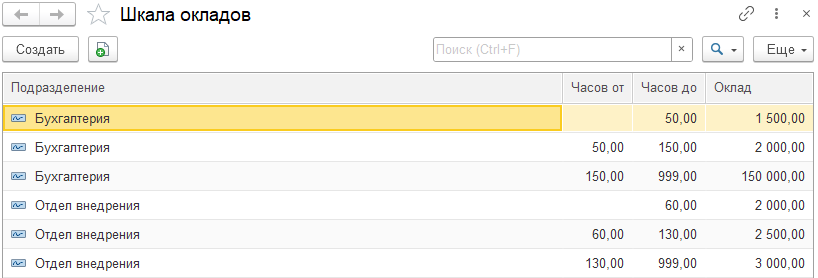 Шкала окладов
Создать Поиск (Ctrl+F) × Еще
Подразделение Часов от Часов до Оклад
Бухгалтерия 50,00 1 500,00
Бухгалтерия 50,00 150,00 2 000,00
Бухгалтерия 150,00 999,00 150 000,00
Отдел внедрения 60,00 2 000,00
Отдел внедрения 60,00 130,00 2 500,00
Отдел внедрения 130,00 999,00 3 000,00